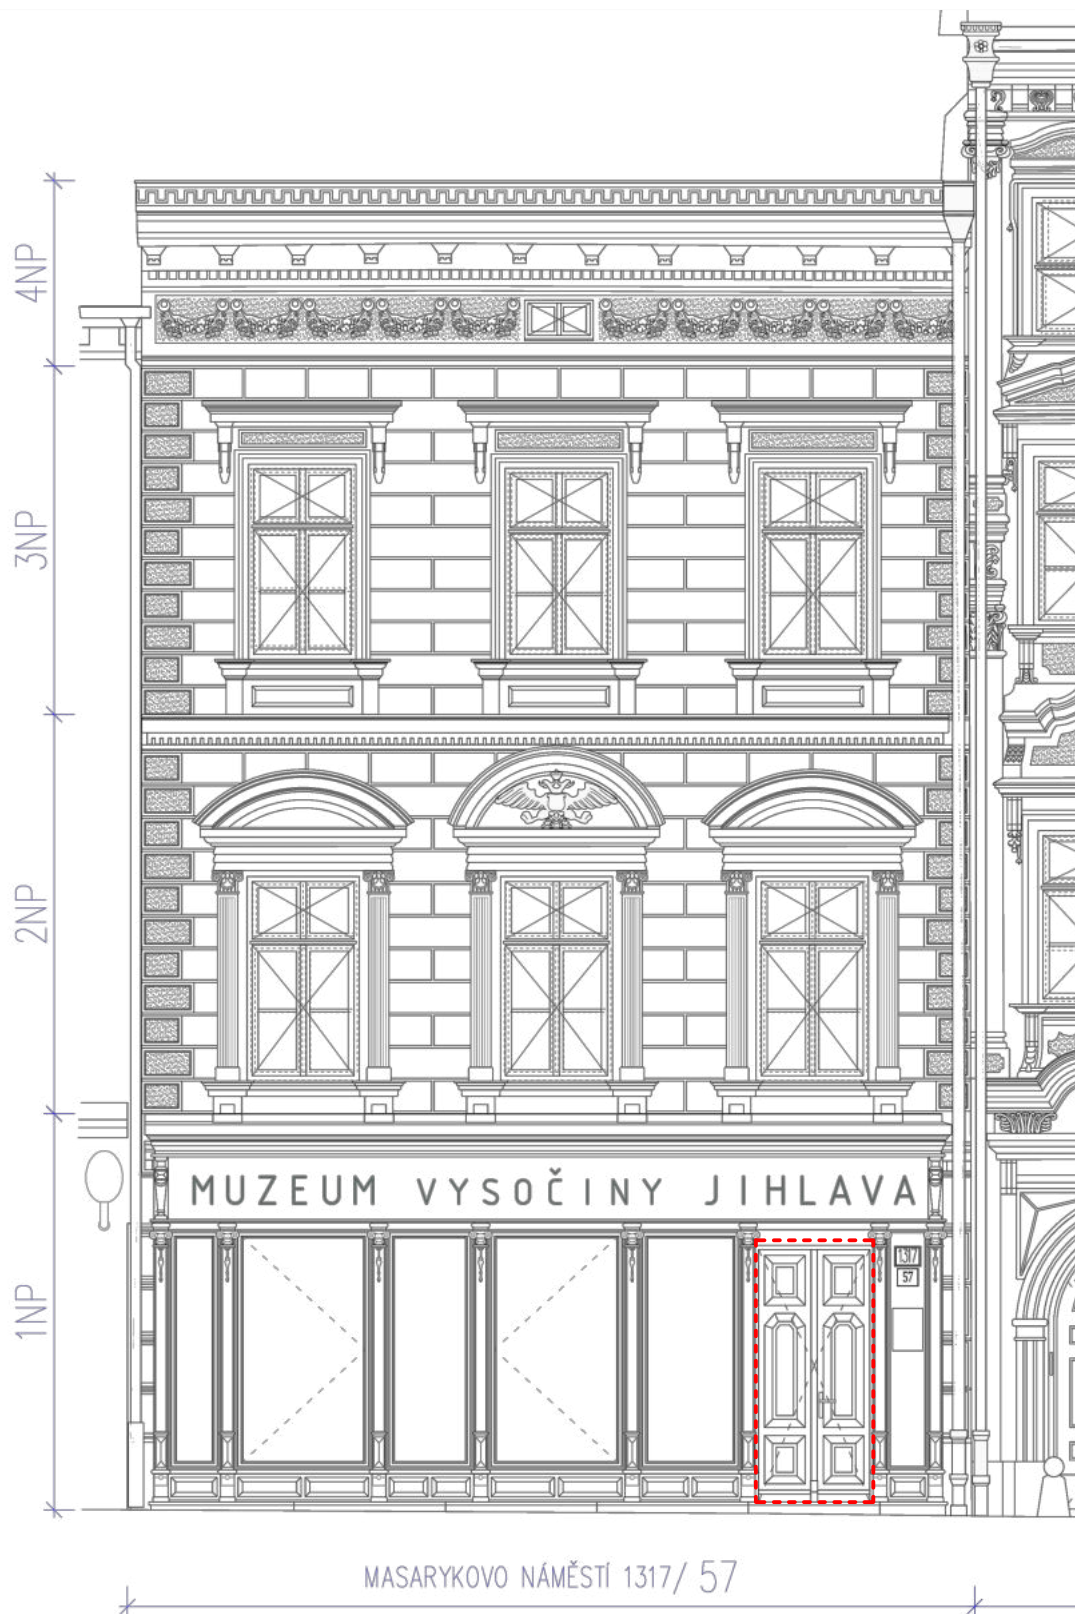 4NP
3NP
2NP
MUZEUM VYSOČINY JIHLAVA
1317
57
1NP
MASARYKOVO NÁMĚSTÍ 1317/ 57